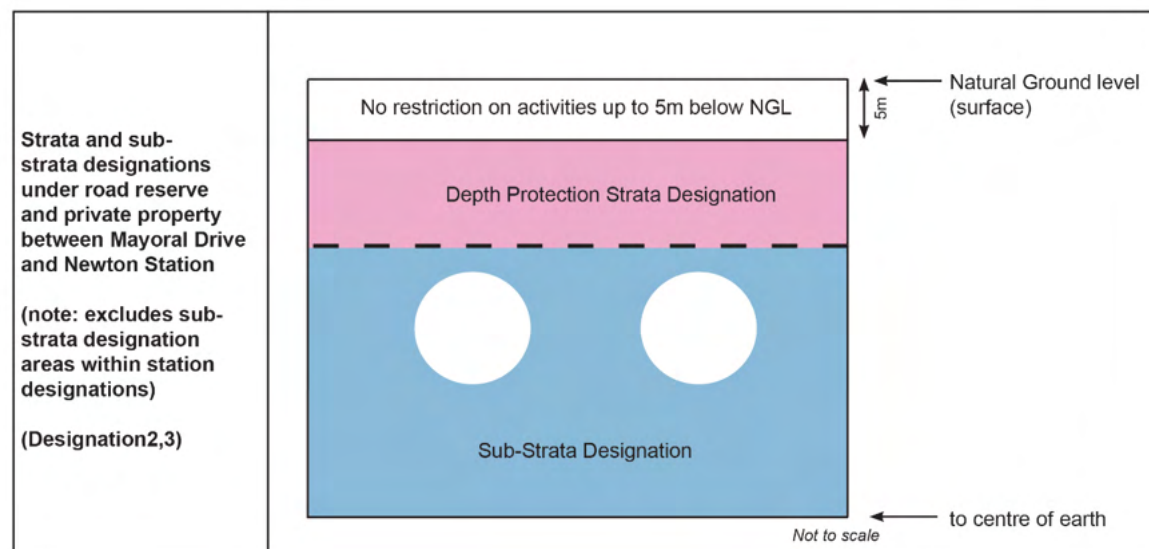 Strata and sub-
strata designations
under road reserve
and private property
between Mayoral Drive
and Newton Station
(note: excludes sub-
strata designation
areas within station
designations)
(Designation2,3)
No restriction on activities up to 5m below NGL
5m
Natural Ground level
(surface)
Depth Protection Strata Designation
Sub-Strata Designation
to centre of earth
Not to scale